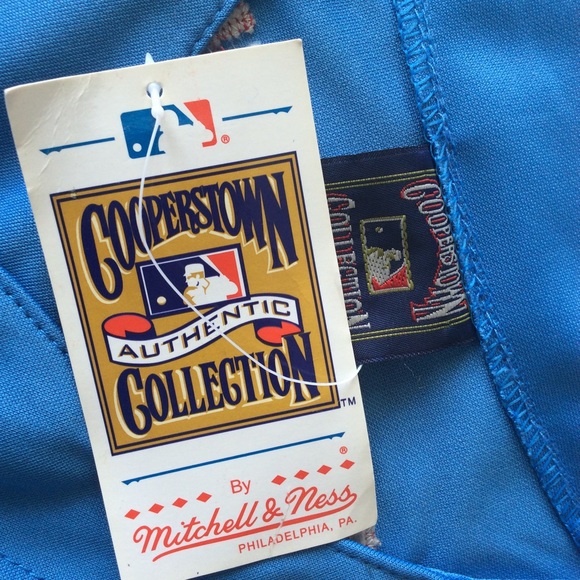 ®
COOPERSTOWN
AUTHENTIC
COLLECTION
TM
®
By
Mitchell & Ness
PHILADELPHIA, PA.
COOPERSTOWN
COLLECTION